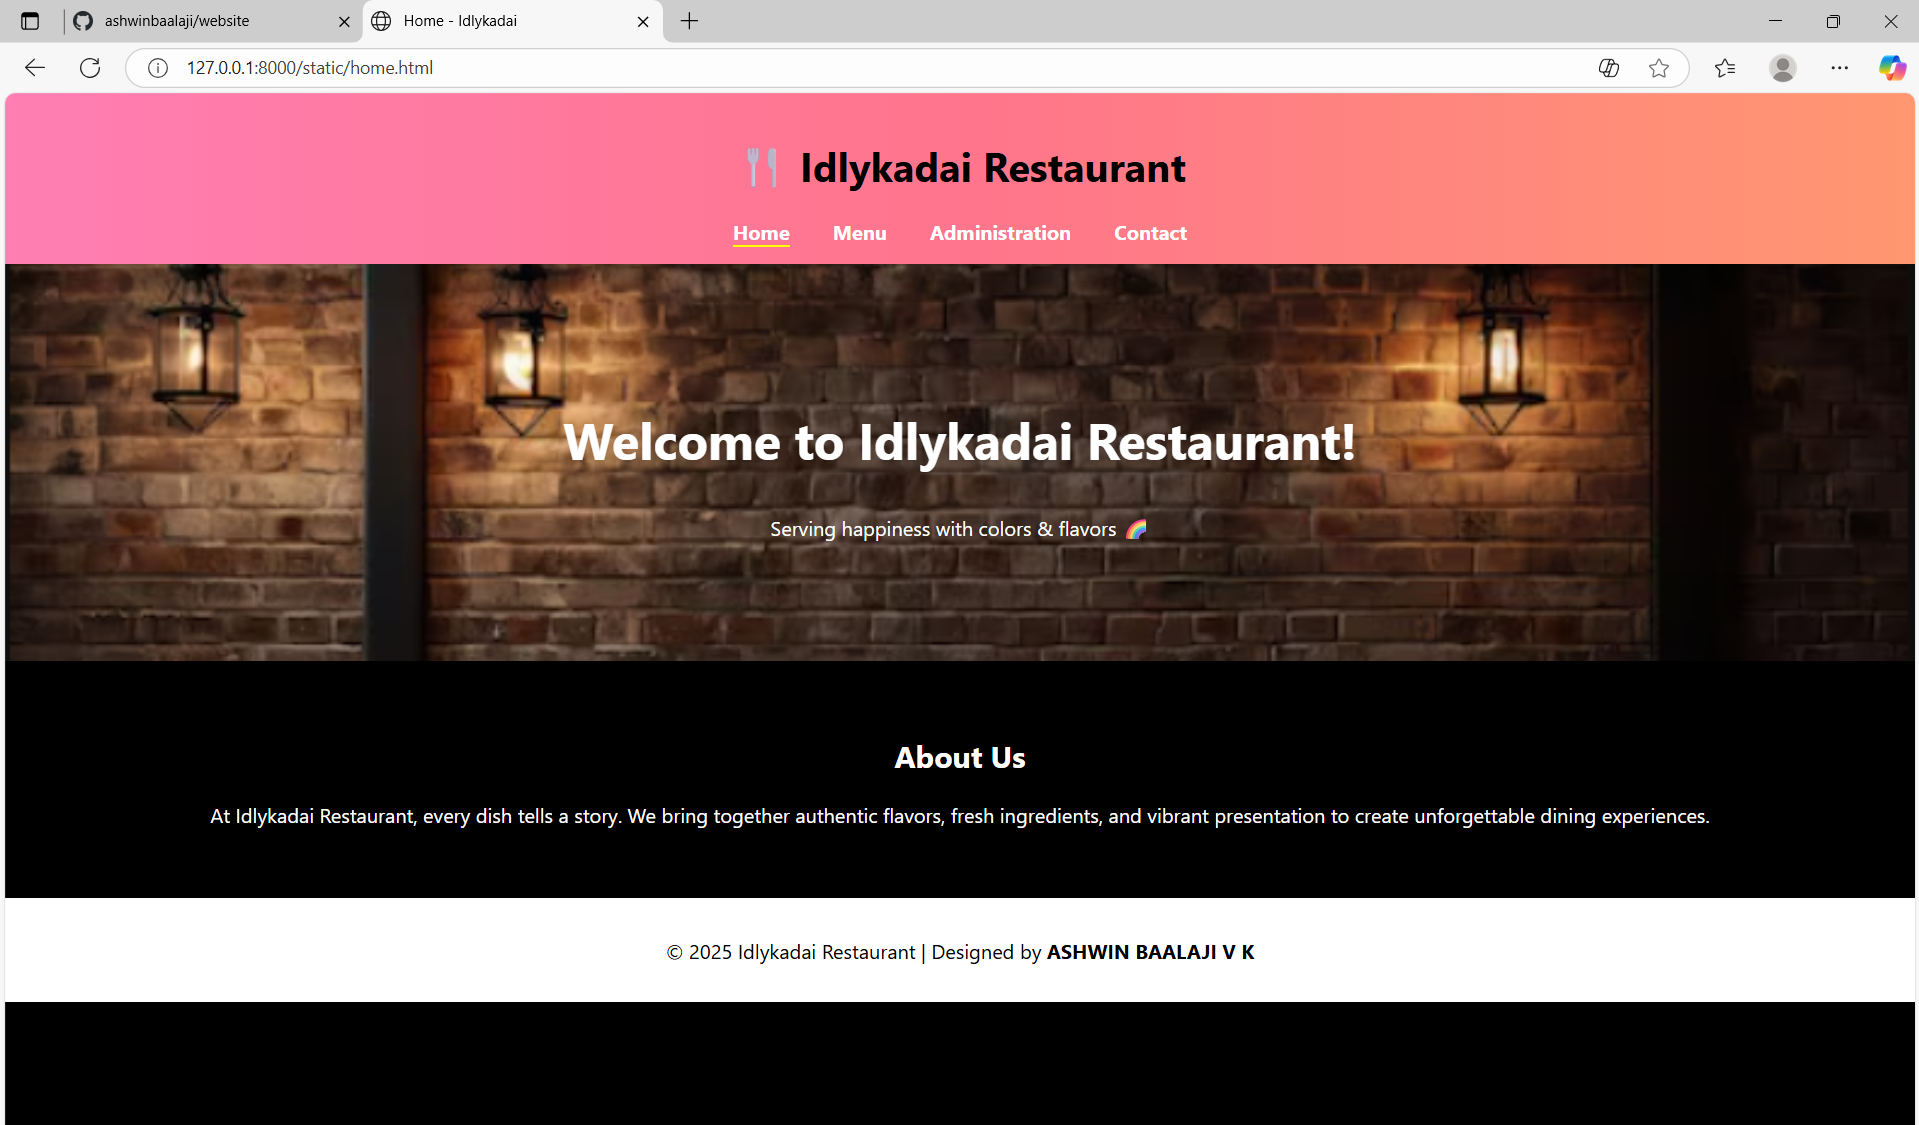 ashwinbaalaji/website
Home - Idlykadai
127.0.0.1:8000/static/home.html
🍴 Idlykadai Restaurant
Home Menu Administration Contact
Welcome to Idlykadai Restaurant!
Serving happiness with colors & flavors 🌈
About Us
At Idlykadai Restaurant, every dish tells a story. We bring together authentic flavors, fresh ingredients, and vibrant presentation to create unforgettable dining experiences.
© 2025 Idlykadai Restaurant | Designed by ASHWIN BAALAJI V K